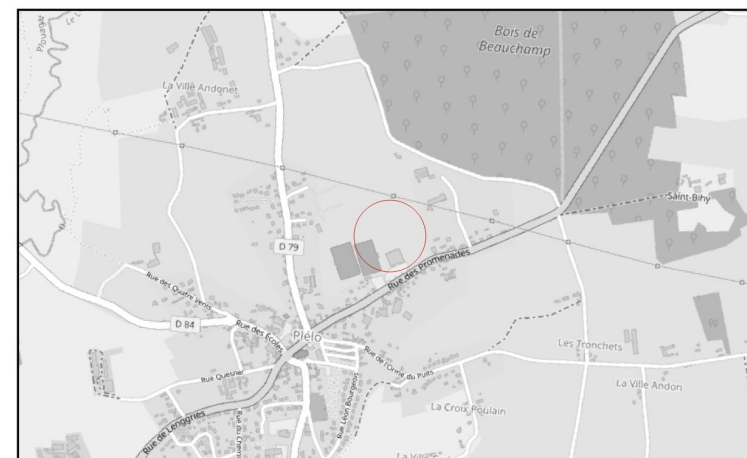 Bois de
Beauchamp
La Ville Andonet
Saint-Bihy
D 79
Rue des Promenades
Rue des Quatre Vents
D 84
Rue des Écoles
Plélo
Rue de l'Orme du Puits
Les Tronchets
Rue Quesnel
La Ville Andon
Rue Léon Bourgeon
La Croix Poulain
Rue de Lenggries